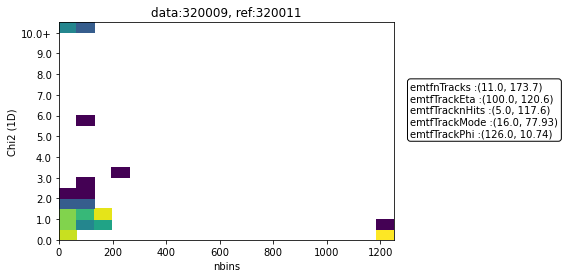 data:320009, ref:320011
Chi2 (1D)
10.0+
9.0
8.0
7.0
6.0
5.0
4.0
3.0
2.0
1.0
0.0
0 200 400 600 800 1000 1200
nbins
emtfnTracks :(11.0, 173.7)
emtfTrackEta :(100.0, 120.6)
emtfTracknHits :(5.0, 117.6)
emtfTrackMode :(16.0, 77.93)
emtfTrackPhi :(126.0, 10.74)